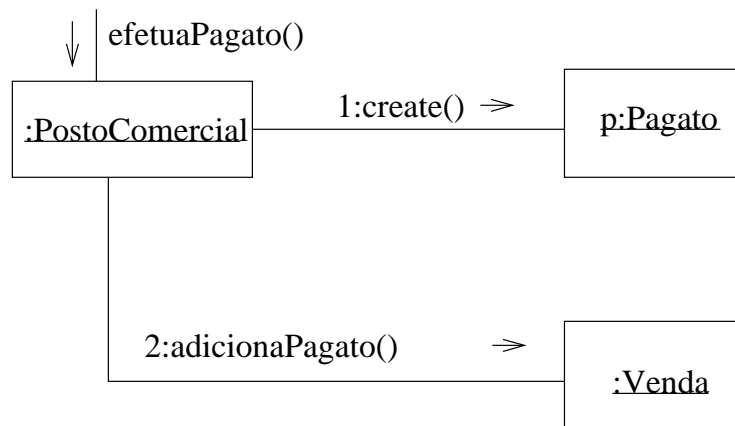 efetuaPagato()
:PostoComercial
1:create()
p:Pagato
2:adicionaPagato()
:Venda